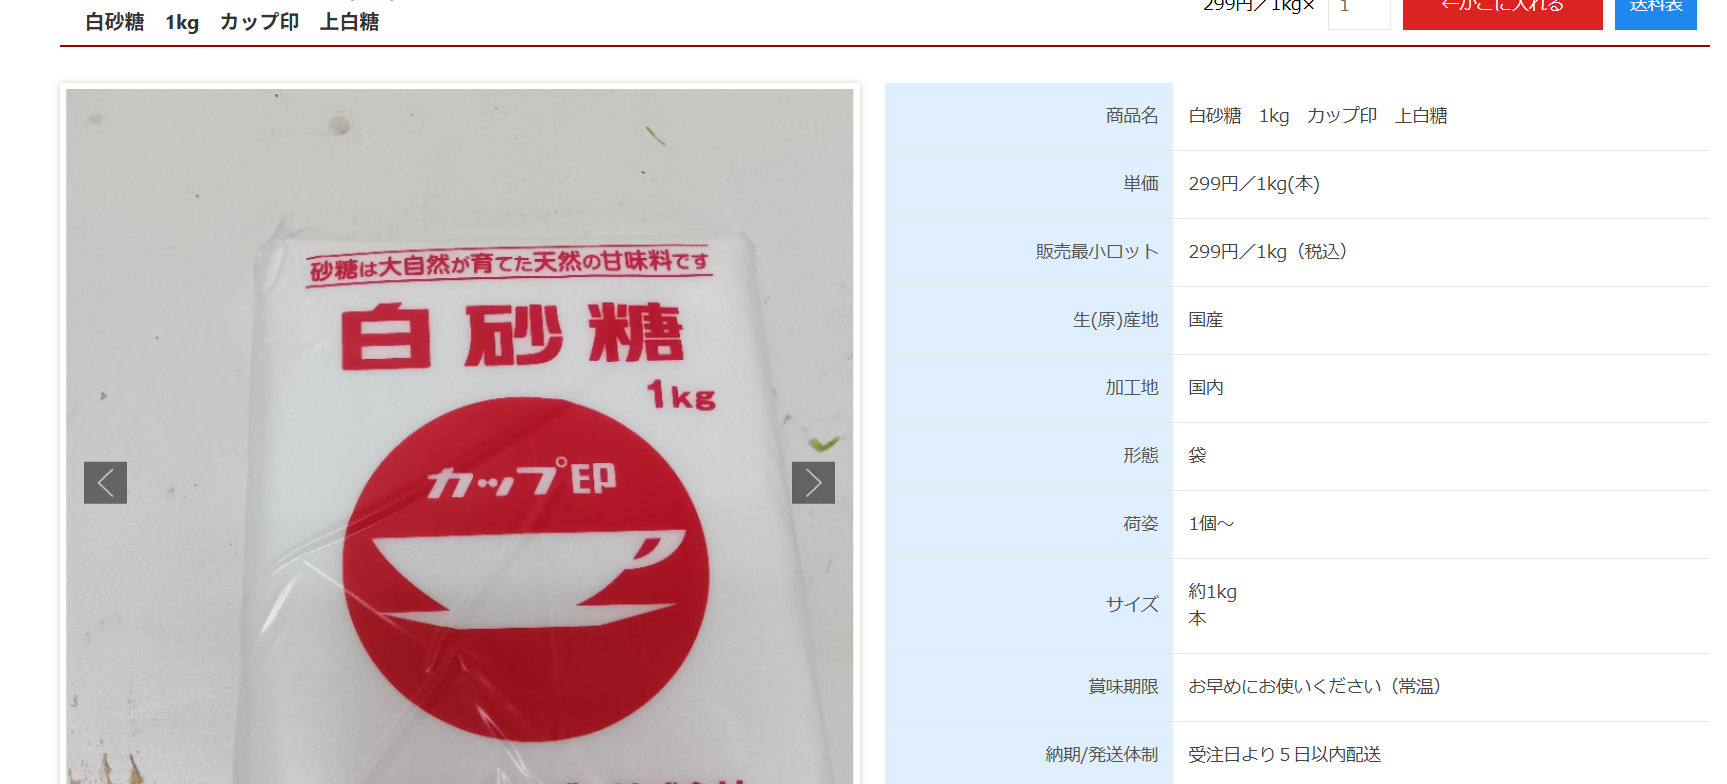 白砂糖　1kg　カップ印　上白糖
299円／1kg×
1
←かごに入れる
送料表
砂糖は大自然が育てた天然の甘味料です
白砂糖
1kg
カップ印
商品名
白砂糖　1kg　カップ印　上白糖
単価
299円／1kg(本)
販売最小ロット
299円／1kg（税込）
生(原)産地
国産
加工地
国内
形態
袋
荷姿
1個～
サイズ
約1kg
本
賞味期限
お早めにお使いください（常温）
納期/発送体制
受注日より５日以内配送